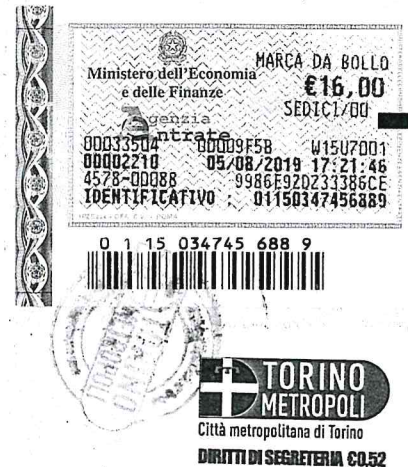 Ministero dell'Economia
e delle Finanze
MARCA DA BOLLO
€16,00
SEDICI/00
Agenzia
Entrate
00033504 00009F5B W15U7001
00002210 05/08/2019 17:21:46
4578-00088 9986E92D233386CE
IDENTIFICATIVO : 01150347456889
0 1 15 034745 688 9
TORINO
TORINO
METROPOLI
Città metropolitana di Torino
DIRITTI DI SEGRETERIA €0.52